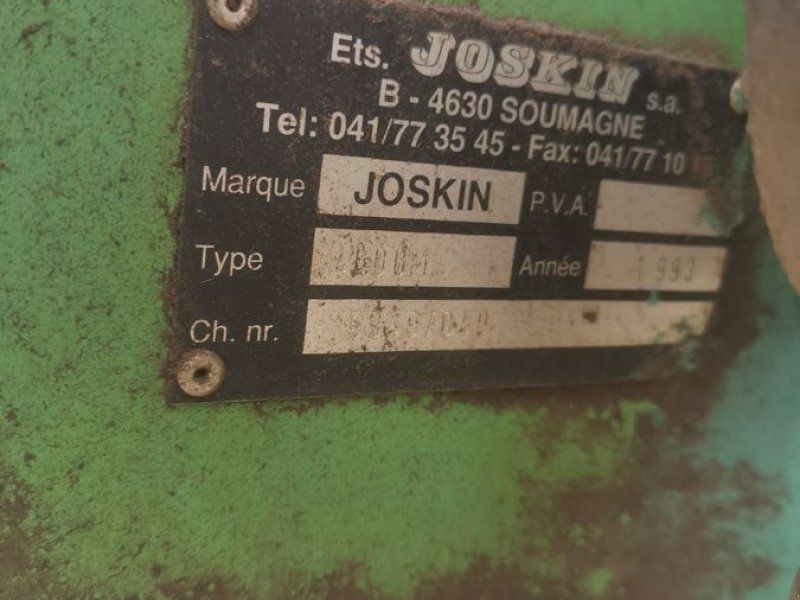 Ets. JOSKIN s.a.
B - 4630 SOUMAGNE
Tel: 041/77 35 45 - Fax: 041/77 10
Marque JOSKIN P.V.A.
Type Année 1993
Ch. nr.